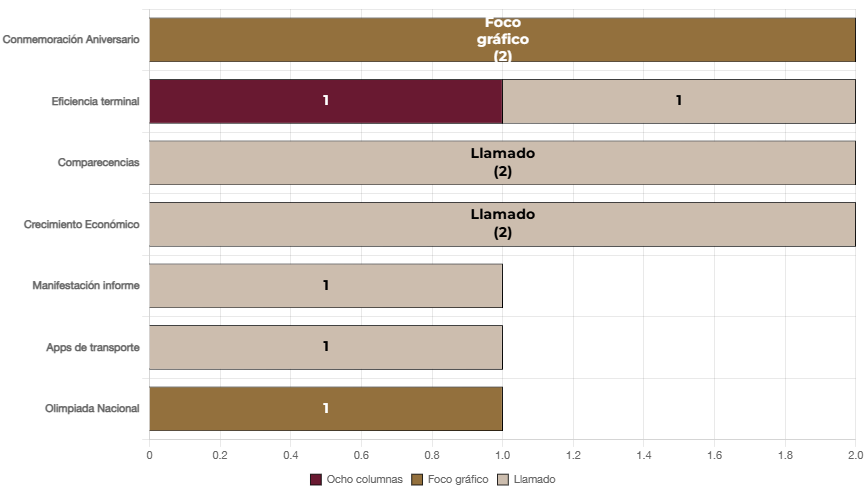 Conmemoración Aniversario
Foco
gráfico
(2)
Eficiencia terminal
1
1
Comparecencias
Llamado
(2)
Crecimiento Económico
Llamado
(2)
Manifestación informe
1
Apps de transporte
1
Olimpiada Nacional
1
0 0.2 0.4 0.6 0.8 1.0 1.2 1.4 1.6 1.8 2.0
Ocho columnas Foco gráfico Llamado